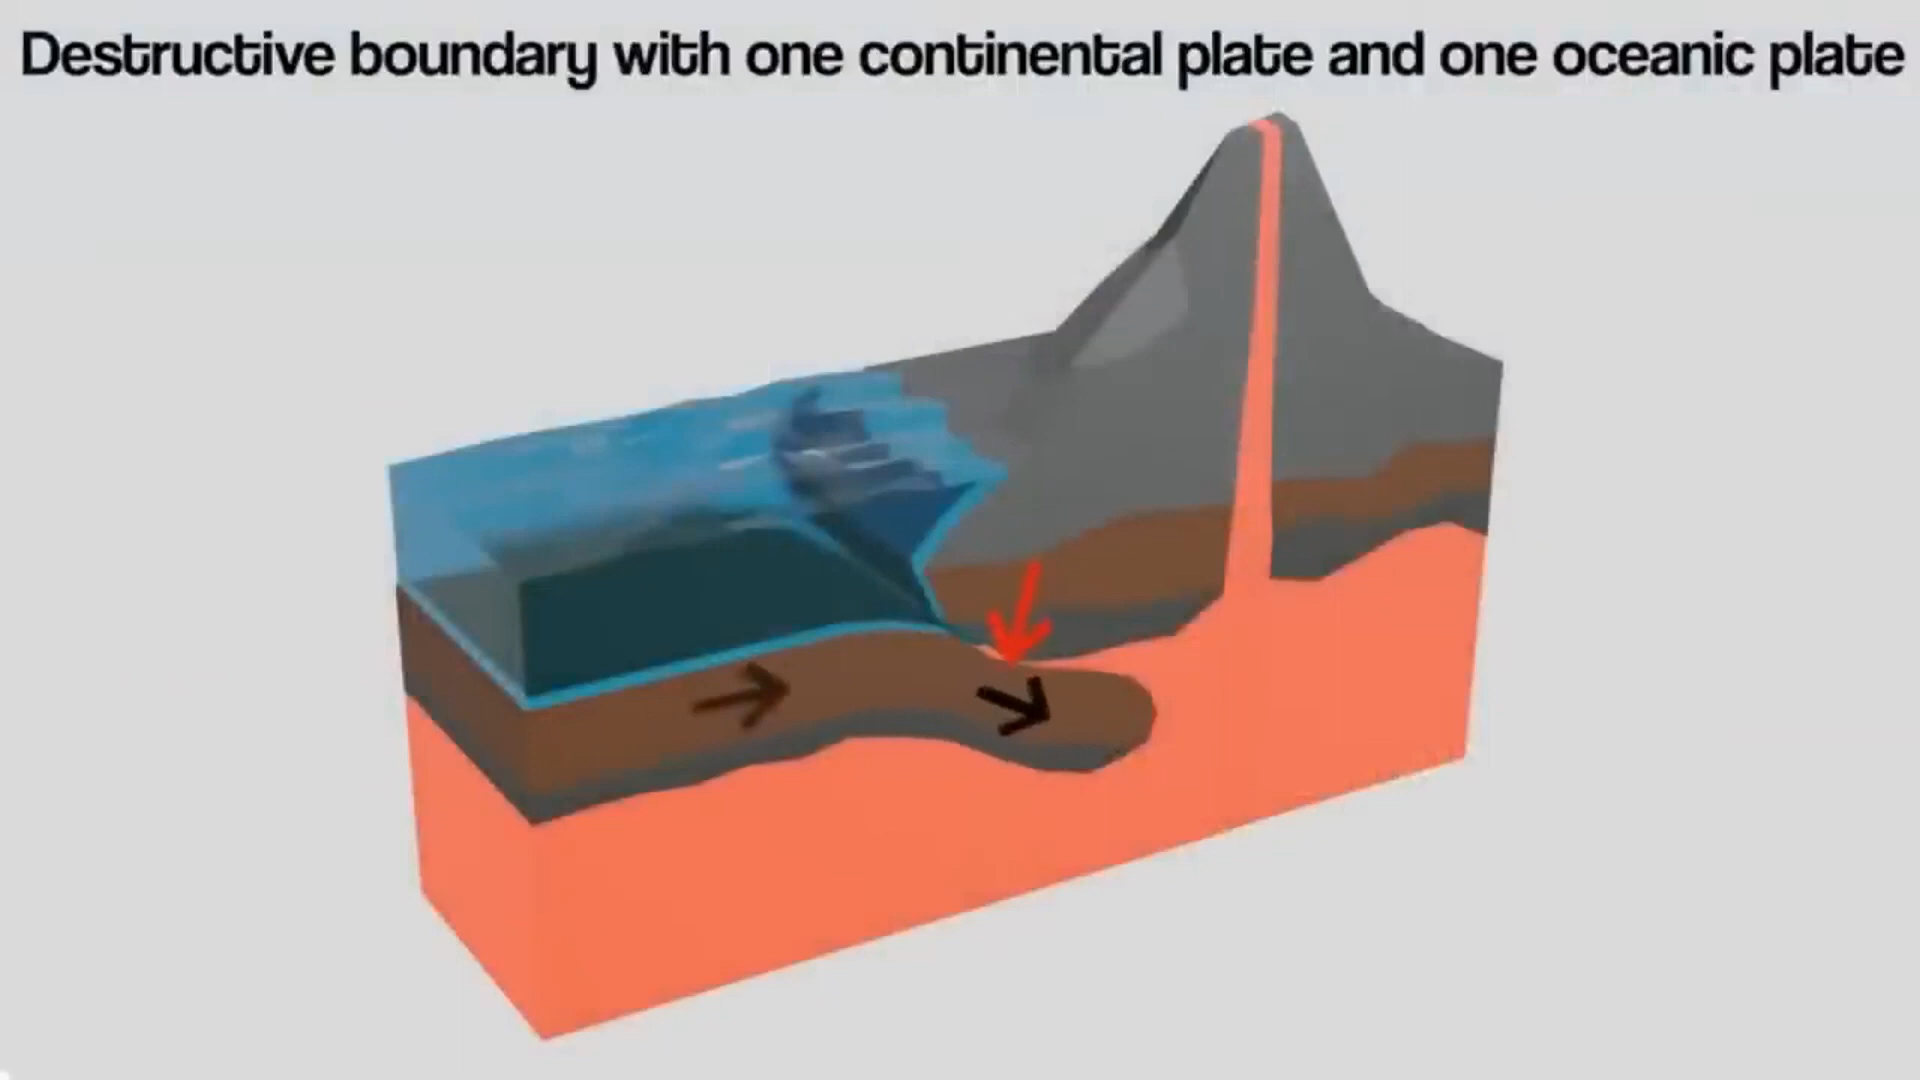 Destructive boundary with one continental plate and one oceanic plate